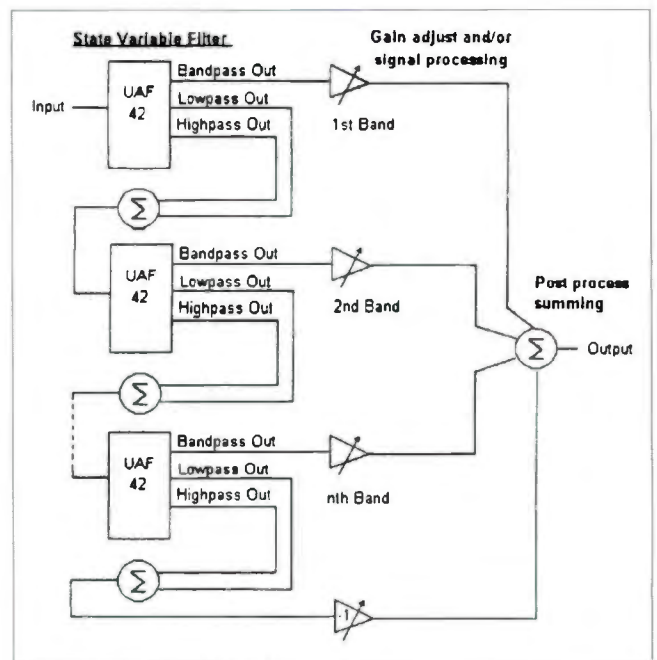 State Variable Filter
Gain adjust and/or
signal processing
Input
UAF
42
Bandpass Out
Lowpass Out
Highpass Out
1st Band
Σ
UAF
42
Bandpass Out
Lowpass Out
Highpass Out
2nd Band
Post process
summing
Σ
Output
Σ
UAF
42
Bandpass Out
Lowpass Out
Highpass Out
nth Band
Σ
-1